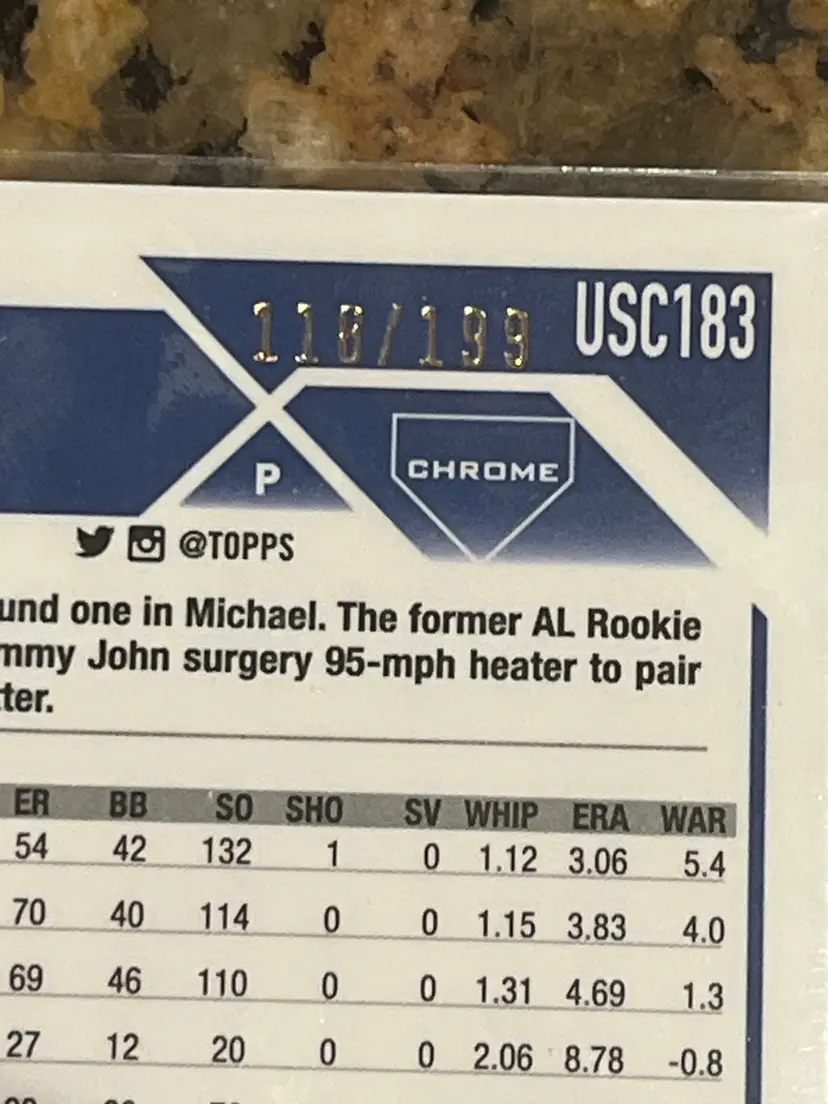 110/199 USC183
CHROME
P
@TOPPS
und one in Michael. The former AL Rookie
mmy John surgery 95-mph heater to pair
ter.
ER BB SO SHO SV WHIP ERA WAR
54 42 132 1 0 1.12 3.06 5.4
70 40 114 0 0 1.15 3.83 4.0
69 46 110 0 0 1.31 4.69 1.3
27 12 20 0 0 2.06 8.78 -0.8